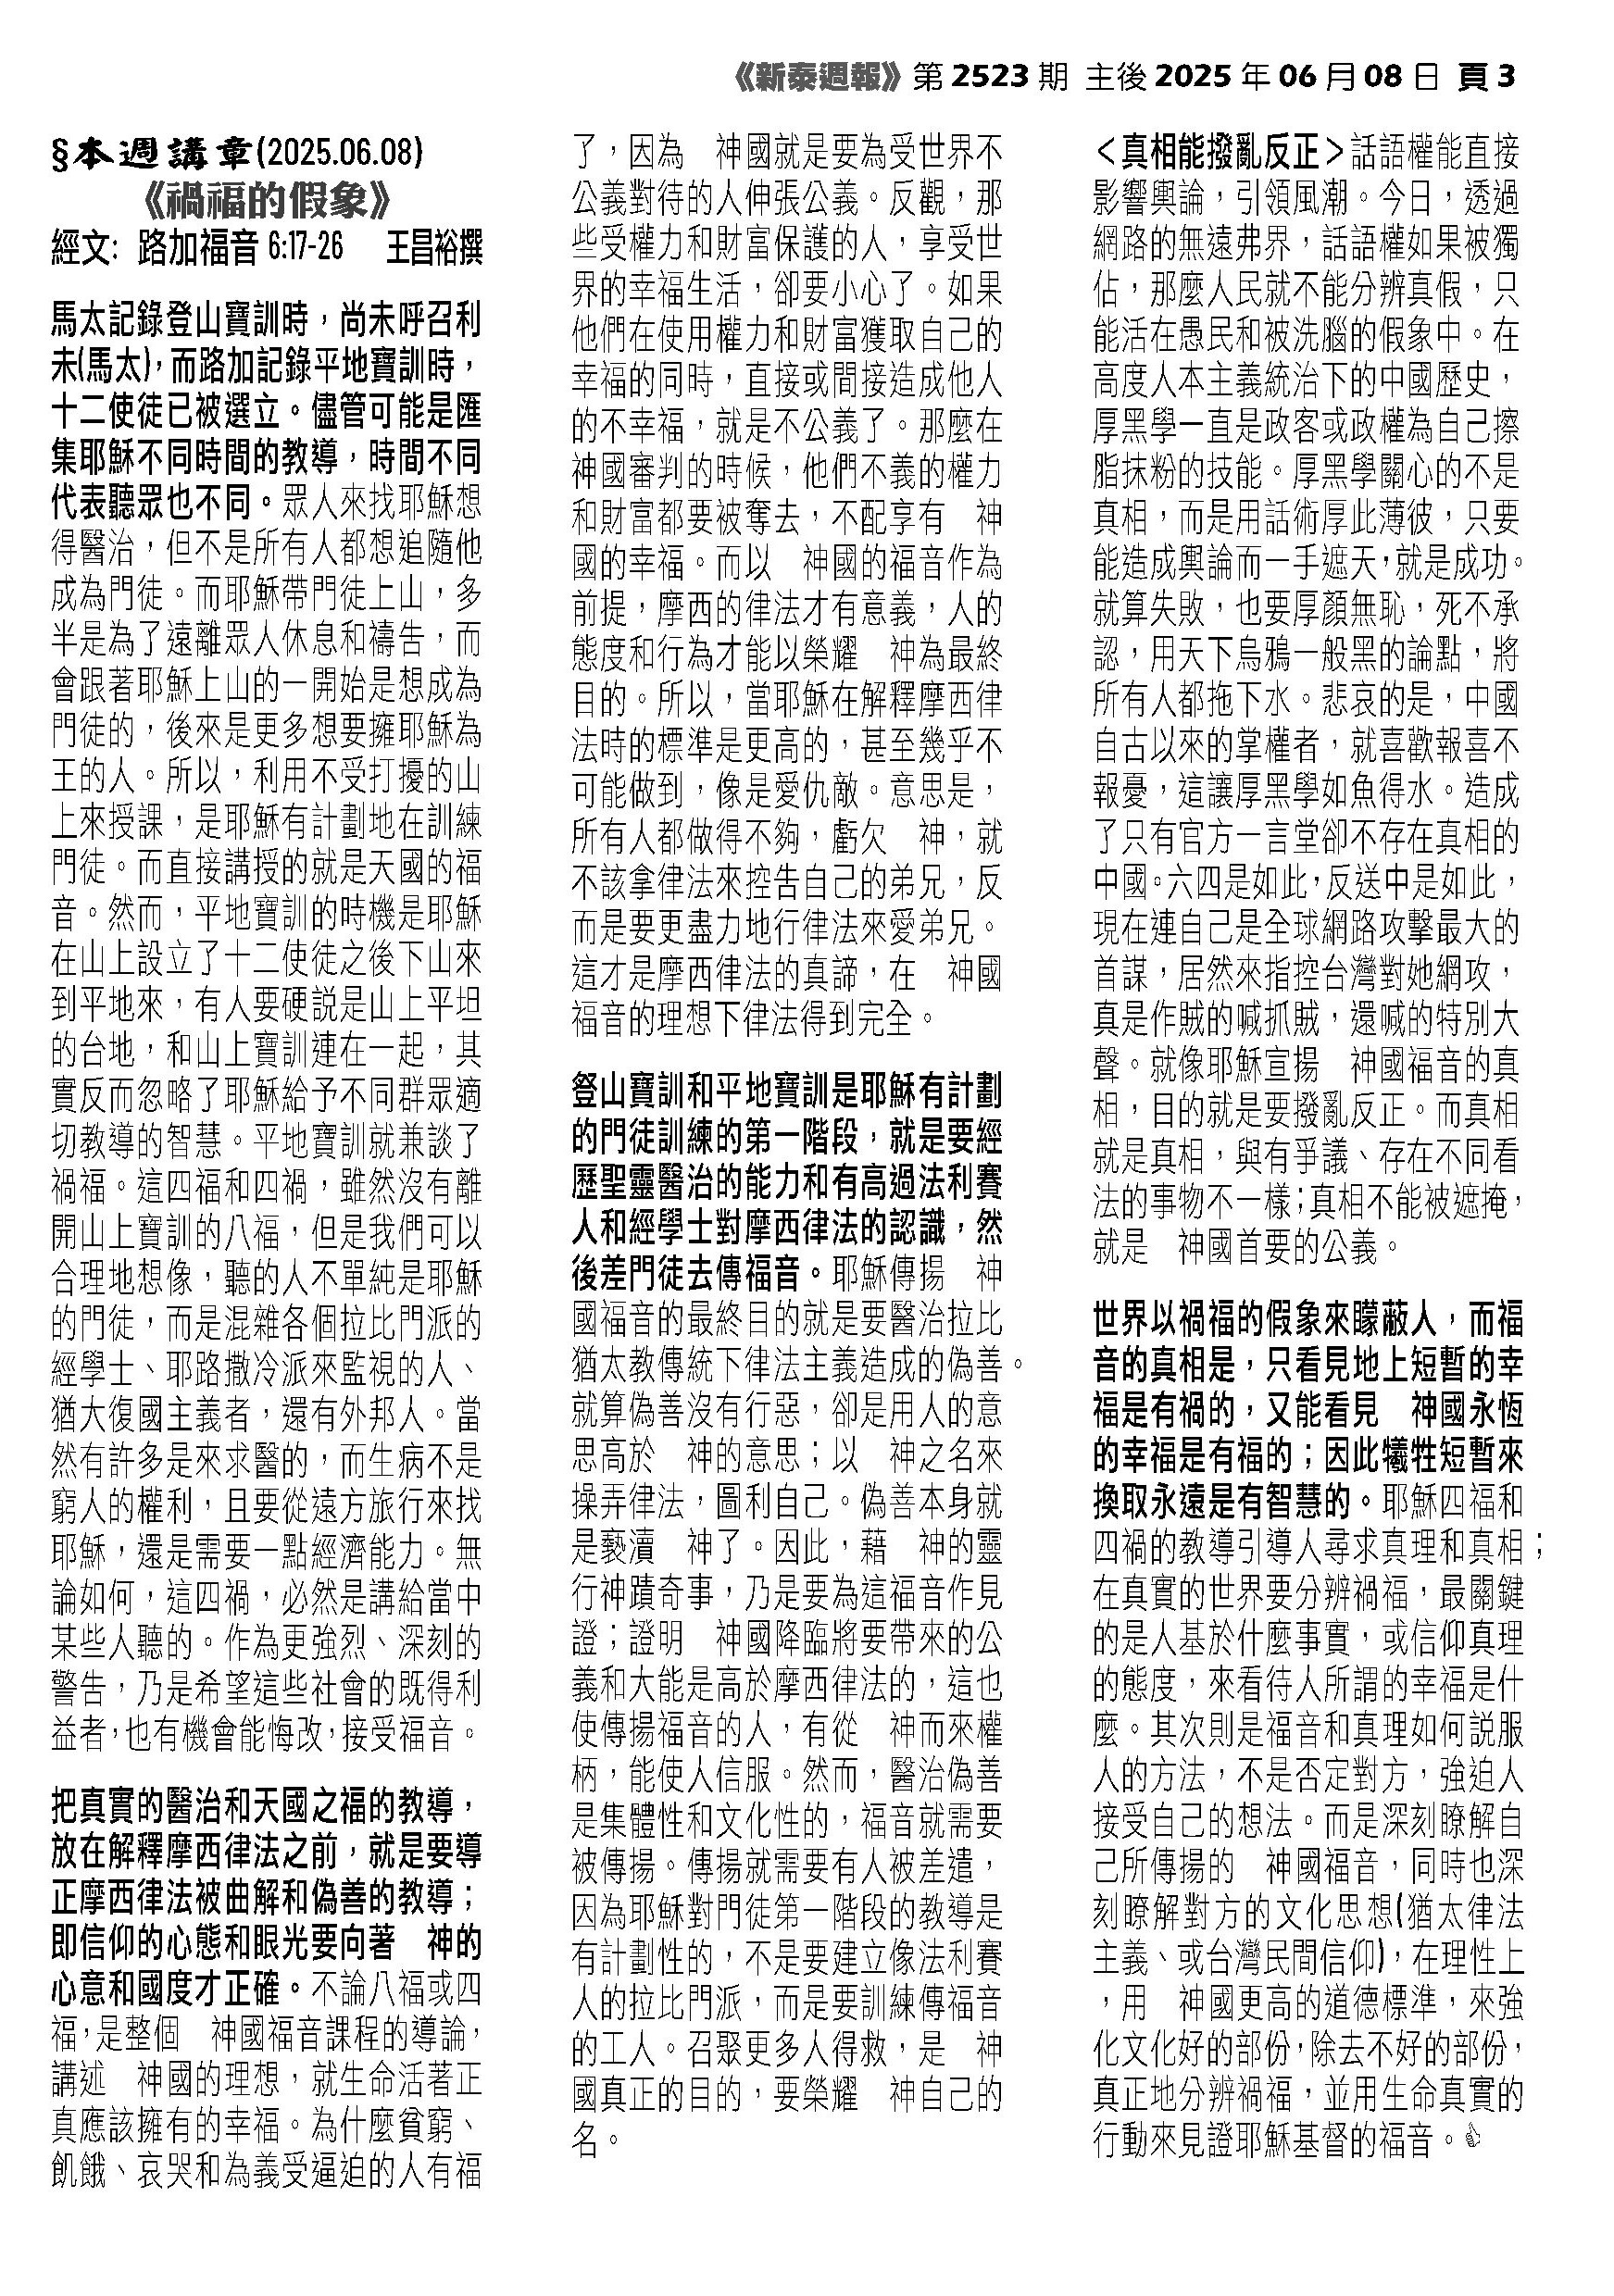 《新泰週報》第 2523 期 主後 2025 年 06 月 08 日 頁 3
§本週講章(2025.06.08)
《禍福的假象》
經文: 路加福音 6:17-26 王昌裕撰
馬太記錄登山寶訓時，尚未呼召利
未(馬太)，而路加記錄平地寶訓時，
十二使徒已被選立。儘管可能是匯
集耶穌不同時間的教導，時間不同
代表聽眾也不同。眾人來找耶穌想
得醫治，但不是所有人都想追隨他
成為門徒。而耶穌帶門徒上山，多
半是為了遠離眾人休息和禱告，而
會跟著耶穌上山的一開始是想成為
門徒的，後來是更多想要擁耶穌為
王的人。所以，利用不受打擾的山
上來授課，是耶穌有計劃地在訓練
門徒。而直接講授的就是天國的福
音。然而，平地寶訓的時機是耶穌
在山上設立了十二使徒之後下山來
到平地來，有人要硬說是山上平坦
的台地，和山上寶訓連在一起，其
實反而忽略了耶穌給予不同群眾適
切教導的智慧。平地寶訓就兼談了
禍福。這四福和四禍，雖然沒有離
開山上寶訓的八福，但是我們可以
合理地想像，聽的人不單純是耶穌
的門徒，而是混雜各個拉比門派的
經學士、耶路撒冷派來監視的人、
猶大復國主義者，還有外邦人。當
然有許多是來求醫的，而生病不是
窮人的權利，且要從遠方旅行來找
耶穌，還是需要一點經濟能力。無
論如何，這四禍，必然是講給當中
某些人聽的。作為更強烈、深刻的
警告，乃是希望這些社會的既得利
益者，也有機會能悔改，接受福音。
把真實的醫治和天國之福的教導，
放在解釋摩西律法之前，就是要導
正摩西律法被曲解和偽善的教導；
即信仰的心態和眼光要向著　神的
心意和國度才正確。不論八福或四
福，是整個　神國福音課程的導論，
講述　神國的理想，就生命活著正
真應該擁有的幸福。為什麼貧窮、
飢餓、哀哭和為義受逼迫的人有福
了，因為　神國就是要為受世界不
公義對待的人伸張公義。反觀，那
些受權力和財富保護的人，享受世
界的幸福生活，卻要小心了。如果
他們在使用權力和財富獲取自己的
幸福的同時，直接或間接造成他人
的不幸福，就是不公義了。那麼在
神國審判的時候，他們不義的權力
和財富都要被奪去，不配享有　神
國的幸福。而以　神國的福音作為
前提，摩西的律法才有意義，人的
態度和行為才能以榮耀　神為最終
目的。所以，當耶穌在解釋摩西律
法時的標準是更高的，甚至幾乎不
可能做到，像是愛仇敵。意思是，
所有人都做得不夠，虧欠　神，就
不該拿律法來控告自己的弟兄，反
而是要更盡力地行律法來愛弟兄。
這才是摩西律法的真諦，在　神國
福音的理想下律法得到完全。
登山寶訓和平地寶訓是耶穌有計劃
的門徒訓練的第一階段，就是要經
歷聖靈醫治的能力和有高過法利賽
人和經學士對摩西律法的認識，然
後差門徒去傳福音。耶穌傳揚　神
國福音的最終目的就是要醫治拉比
猶太教傳統下律法主義造成的偽善。
就算偽善沒有行惡，卻是用人的意
思高於　神的意思；以　神之名來
操弄律法，圖利自己。偽善本身就
是褻瀆　神了。因此，藉　神的靈
行神蹟奇事，乃是要為這福音作見
證；證明　神國降臨將要帶來的公
義和大能是高於摩西律法的，這也
使傳揚福音的人，有從　神而來權
柄，能使人信服。然而，醫治偽善
是集體性和文化性的，福音就需要
被傳揚。傳揚就需要有人被差遣，
因為耶穌對門徒第一階段的教導是
有計劃性的，不是要建立像法利賽
人的拉比門派，而是要訓練傳福音
的工人。召聚更多人得救，是　神
國真正的目的，要榮耀　神自己的
名。
＜真相能撥亂反正＞話語權能直接
影響輿論，引領風潮。今日，透過
網路的無遠弗界，話語權如果被獨
佔，那麼人民就不能分辨真假，只
能活在愚民和被洗腦的假象中。在
高度人本主義統治下的中國歷史，
厚黑學一直是政客或政權為自己擦
脂抹粉的技能。厚黑學關心的不是
真相，而是用話術厚此薄彼，只要
能造成輿論而一手遮天，就是成功。
就算失敗，也要厚顏無恥，死不承
認，用天下烏鴉一般黑的論點，將
所有人都拖下水。悲哀的是，中國
自古以來的掌權者，就喜歡報喜不
報憂，這讓厚黑學如魚得水。造成
了只有官方一言堂卻不存在真相的
中國。六四是如此，反送中是如此，
現在連自己是全球網路攻擊最大的
首謀，居然來指控台灣對她網攻，
真是作賊的喊抓賊，還喊的特別大
聲。就像耶穌宣揚　神國福音的真
相，目的就是要撥亂反正。而真相
就是真相，與有爭議、存在不同看
法的事物不一樣；真相不能被遮掩，
就是　神國首要的公義。
世界以禍福的假象來矇蔽人，而福
音的真相是，只看見地上短暫的幸
福是有禍的，又能看見　神國永恆
的幸福是有福的；因此犧牲短暫來
換取永遠是有智慧的。耶穌四福和
四禍的教導引導人尋求真理和真相；
在真實的世界要分辨禍福，最關鍵
的是人基於什麼事實，或信仰真理
的態度，來看待人所謂的幸福是什
麼。其次則是福音和真理如何說服
人的方法，不是否定對方，強迫人
接受自己的想法。而是深刻瞭解自
己所傳揚的　神國福音，同時也深
刻瞭解對方的文化思想(猶太律法
主義、或台灣民間信仰)，在理性上
，用　神國更高的道德標準，來強
化文化好的部份，除去不好的部份，
真正地分辨禍福，並用生命真實的
行動來見證耶穌基督的福音。